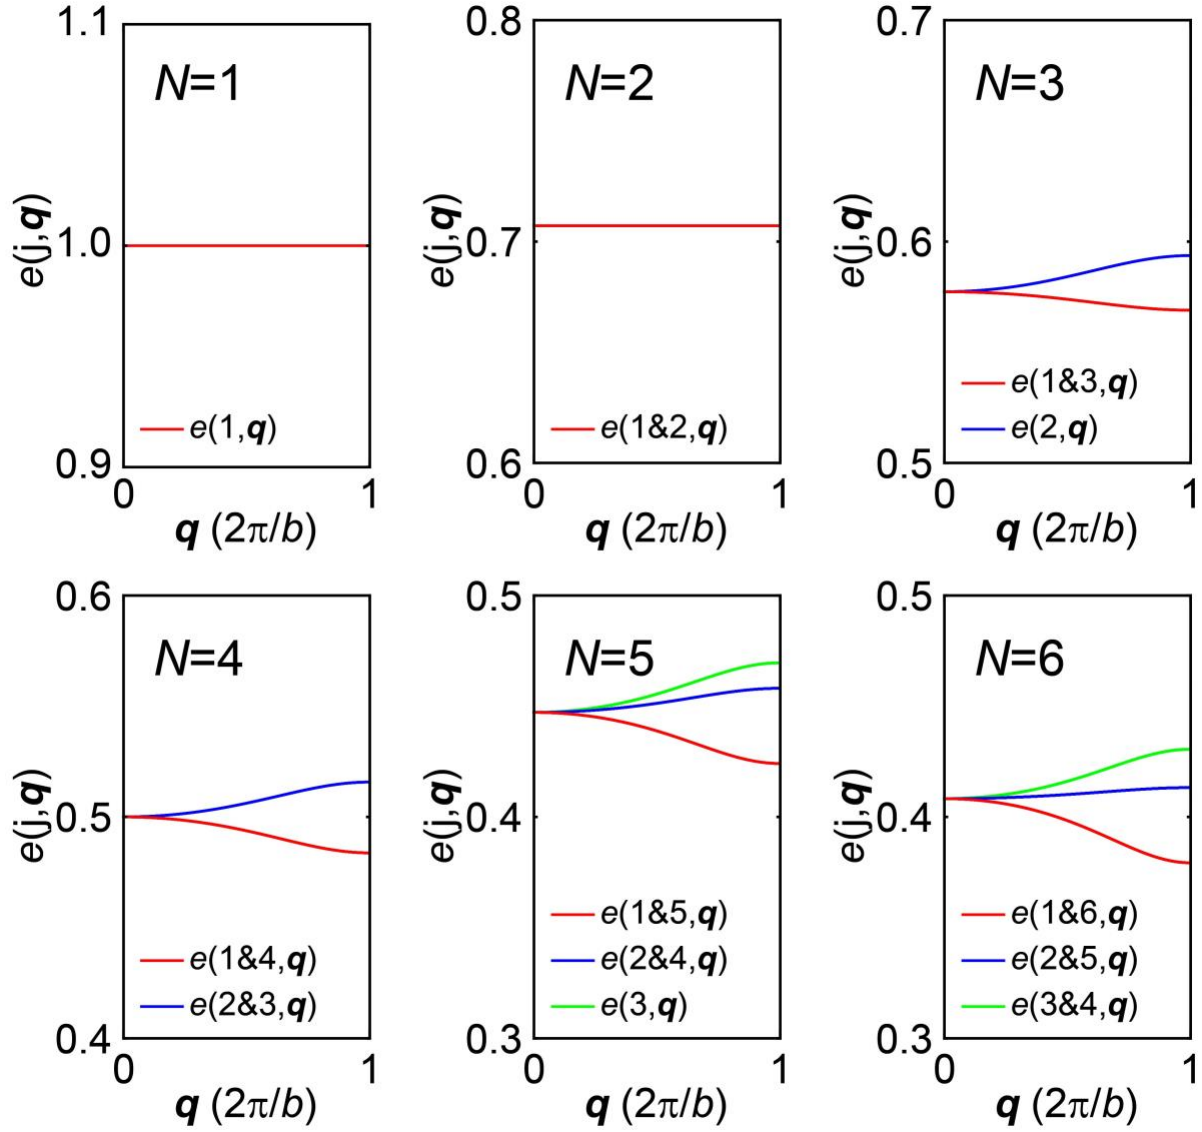 1.1
N=1
e(j,q)
1.0
e(1,q)
0.9
0 1
q (2π/b)
0.8
N=2
e(j,q)
0.7
e(1&2,q)
0.6
0 1
q (2π/b)
0.7
N=3
e(j,q)
0.6
e(1&3,q)
e(2,q)
0.5
0 1
q (2π/b)
0.6
N=4
e(j,q)
0.5
e(1&4,q)
e(2&3,q)
0.4
0 1
q (2π/b)
0.5
N=5
e(j,q)
0.4
e(1&5,q)
e(2&4,q)
e(3,q)
0.3
0 1
q (2π/b)
0.5
N=6
e(j,q)
0.4
e(1&6,q)
e(2&5,q)
e(3&4,q)
0.3
0 1
q (2π/b)